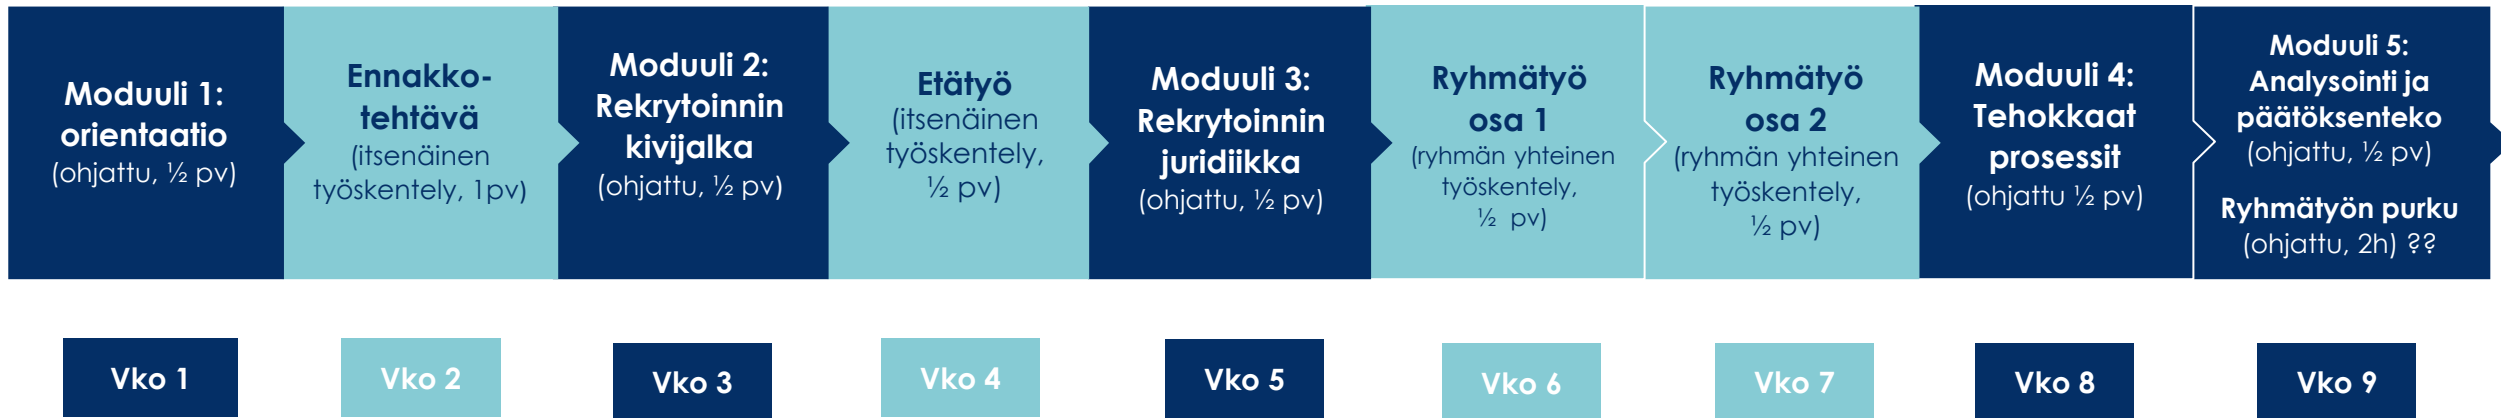 Moduuli 1:
orientaatio
(ohjattu, ½ pv)
Ennakko-
tehtävä
(itsenäinen
työskentely, 1pv)
Moduuli 2:
Rekrytoinnin
kivijalka
(ohjattu, ½ pv)
Etätyö
(itsenäinen
työskentely,
½ pv)
Moduuli 3:
Rekrytoinnin
juridiikka
(ohjattu, ½ pv)
Ryhmätyö
osa 1
(ryhmän yhteinen
työskentely,
½ pv)
Ryhmätyö
osa 2
(ryhmän yhteinen
työskentely,
½ pv)
Moduuli 4:
Tehokkaat
prosessit
(ohjattu ½ pv)
Moduuli 5:
Analysointi ja
päätöksenteko
(ohjattu, ½ pv)
Ryhmätyön purku
(ohjattu, 2h) ??
Vko 1
Vko 2
Vko 3
Vko 4
Vko 5
Vko 6
Vko 7
Vko 8
Vko 9